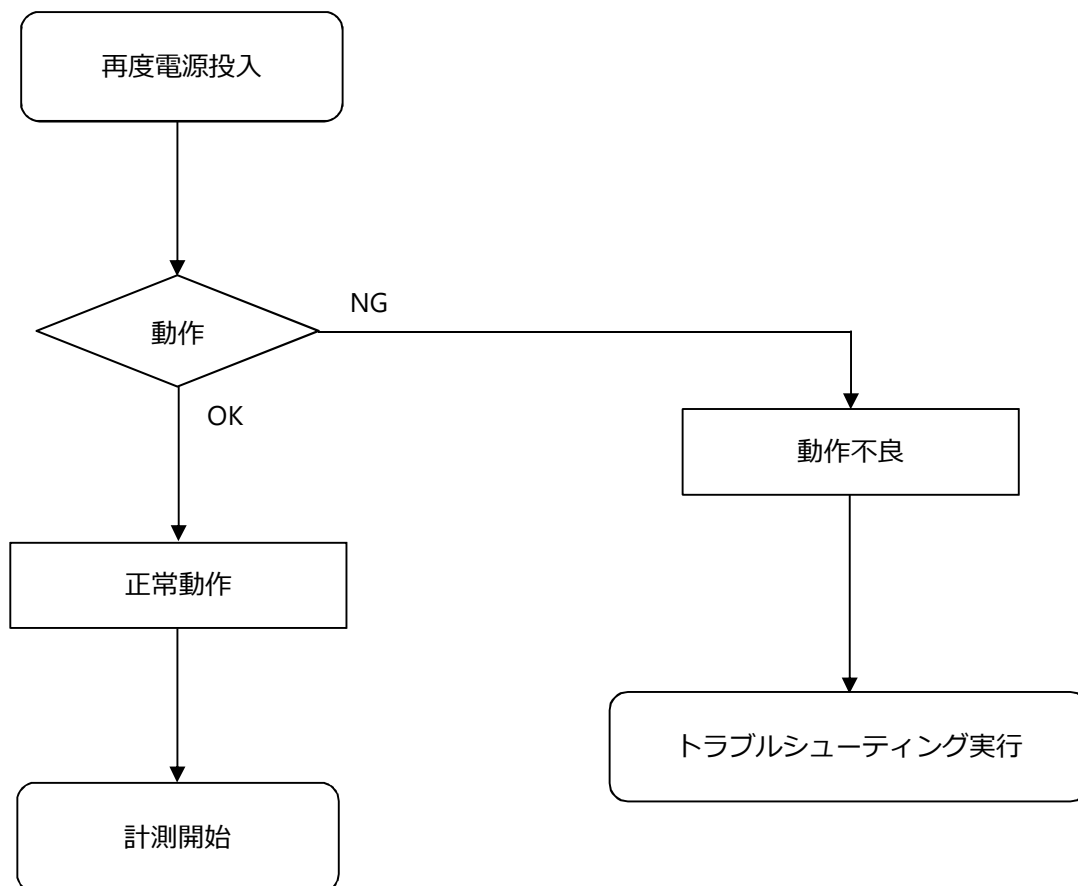 再度電源投入
動作
NG
OK
動作不良
正常動作
トラブルシューティング実行
計測開始